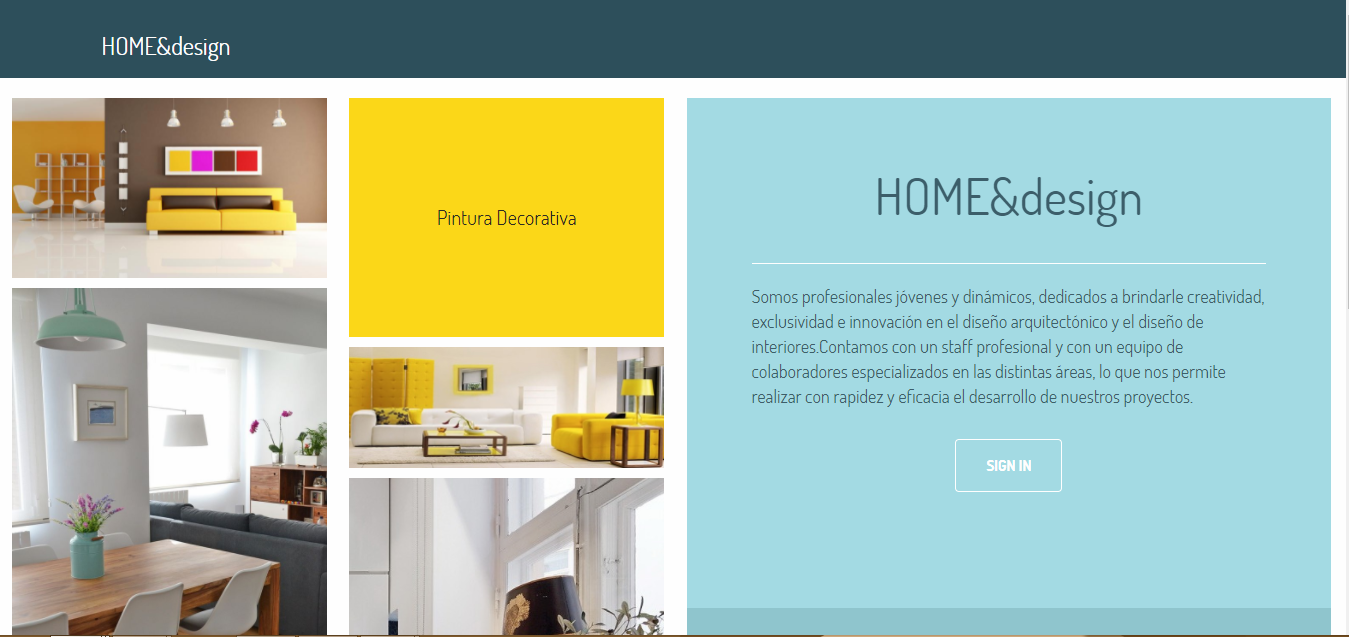 HOME&design
Pintura Decorativa
HOME&design
Somos profesionales jóvenes y dinámicos, dedicados a brindarle creatividad,
exclusividad e innovación en el diseño arquitectónico y el diseño de
interiores.Contamos con un staff profesional y con un equipo de
colaboradores especializados en las distintas áreas, lo que nos permite
realizar con rapidez y eficacia el desarrollo de nuestros proyectos.
SIGN IN